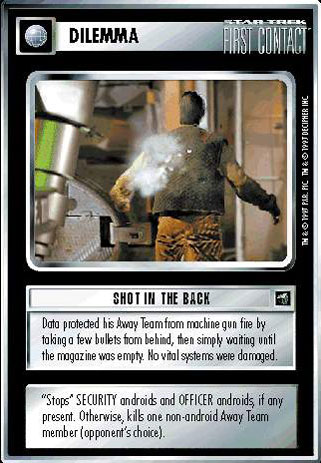 DILEMMA
STAR TREK
FIRST CONTACT
TM & © 1997 PAR. PIC. TM & © 1997 DECIPHER INC.
SHOT IN THE BACK
Data protected his Away Team from machine gun fire by
taking a few bullets from behind, then simply waiting until
the magazine was empty. No vital systems were damaged.
"Stops" SECURITY androids and OFFICER androids, if any
present. Otherwise, kills one non-android Away Team
member (opponent's choice).